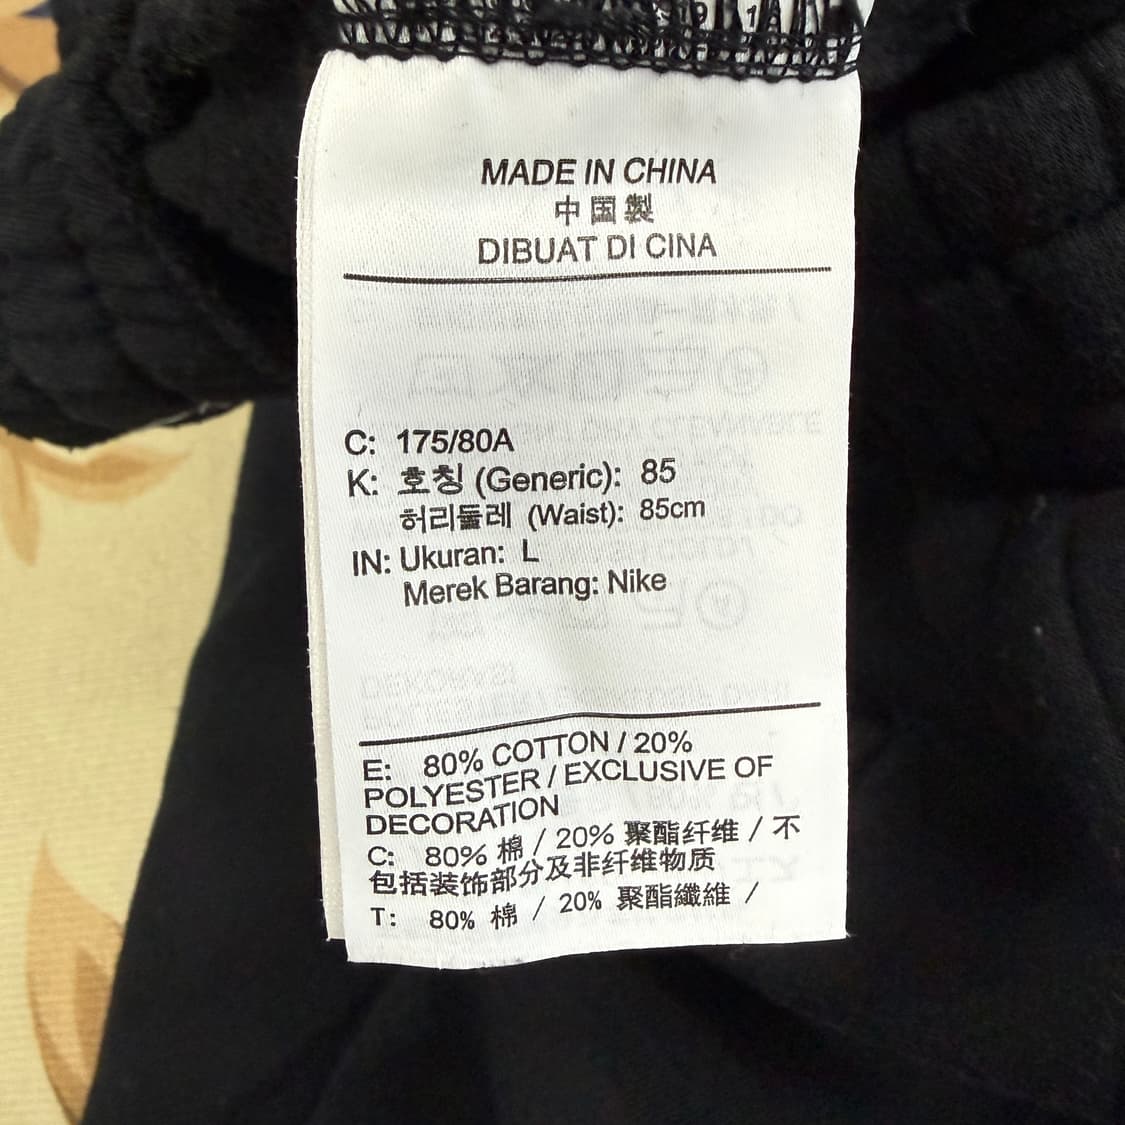 MADE IN CHINA
中国製
DIBUAT DI CINA
C: 175/80A
K: 호칭 (Generic): 85
허리둘레 (Waist): 85cm
IN: Ukuran: L
Merek Barang: Nike
E: 80% COTTON / 20%
POLYESTER / EXCLUSIVE OF
DECORATION
C: 80% 棉 / 20% 聚酯纤维 / 不
包括装饰部分及非纤维物质
T: 80% 棉 / 20% 聚酯纖維 /